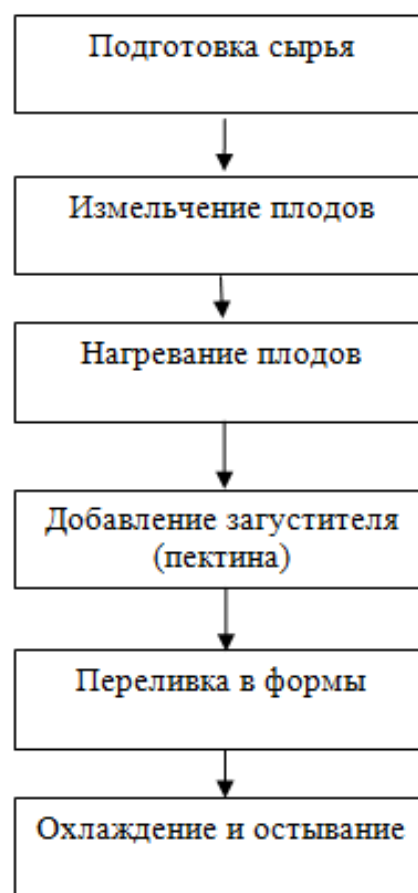 Подготовка сырья
Измельчение плодов
Нагревание плодов
Добавление загустителя
(пектина)
Переливка в формы
Охлаждение и остывание